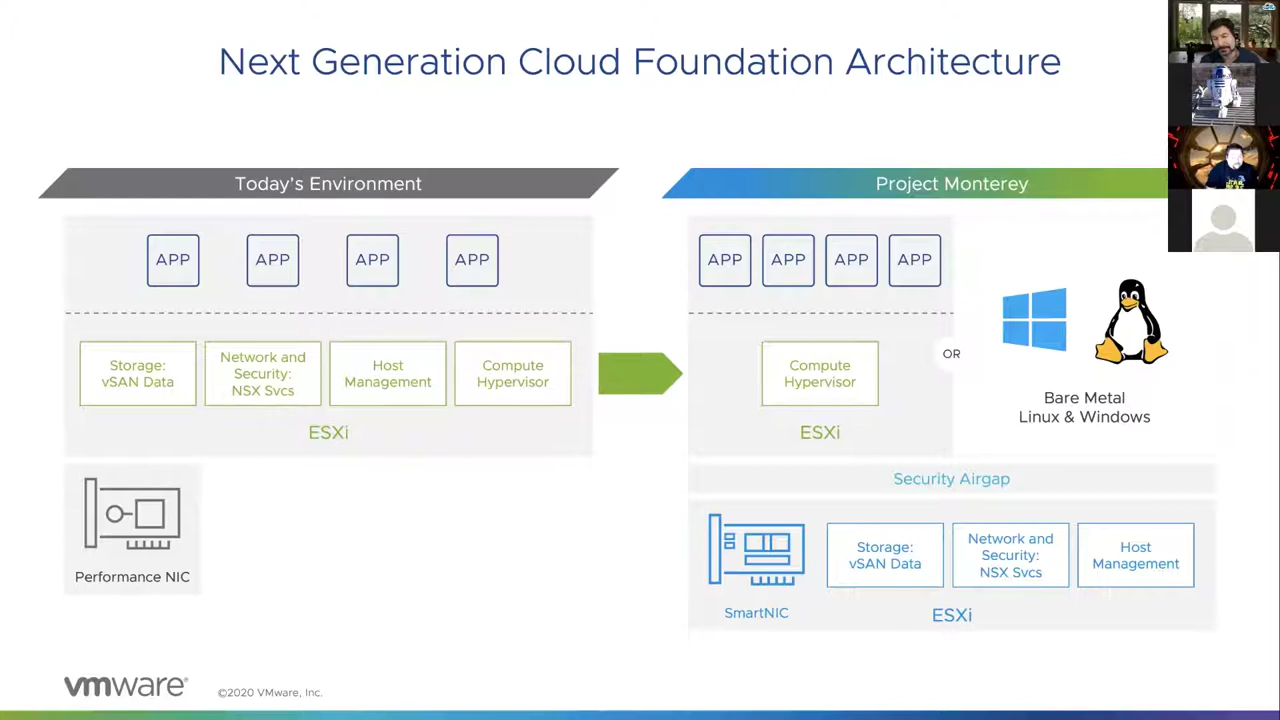 Next Generation Cloud Foundation Architecture
Today's Environment
APP APP APP APP
Storage:
vSAN Data
Network and
Security:
NSX Svcs
Host
Management
Compute
Hypervisor
ESXi
Performance NIC
Project Monterey
APP APP APP APP
Compute
Hypervisor
ESXi
OR
Bare Metal
Linux & Windows
Security Airgap
SmartNIC
Storage:
vSAN Data
Network and
Security:
NSX Svcs
Host
Management
ESXi
vmware®
©2020 VMware, Inc.